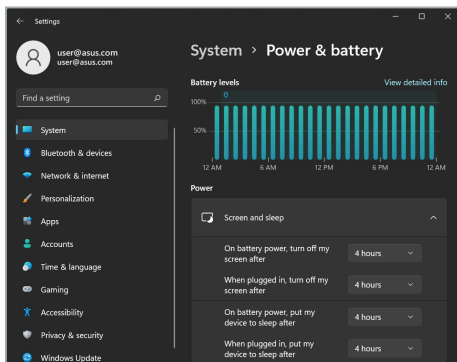 Settings
user@asus.com
user@asus.com
Find a setting
System
Bluetooth & devices
Network & internet
Personalization
Apps
Accounts
Time & language
Gaming
Accessibility
Privacy & security
Windows Update
System > Power & battery
Battery levels
View detailed info
100%
50%
12 AM 6 AM 12 PM 6 PM 12 AM
Power
Screen and sleep
On battery power, turn off my
screen after
4 hours
When plugged in, turn off my
screen after
4 hours
On battery power, put my
device to sleep after
4 hours
When plugged in, put my
device to sleep after
4 hours